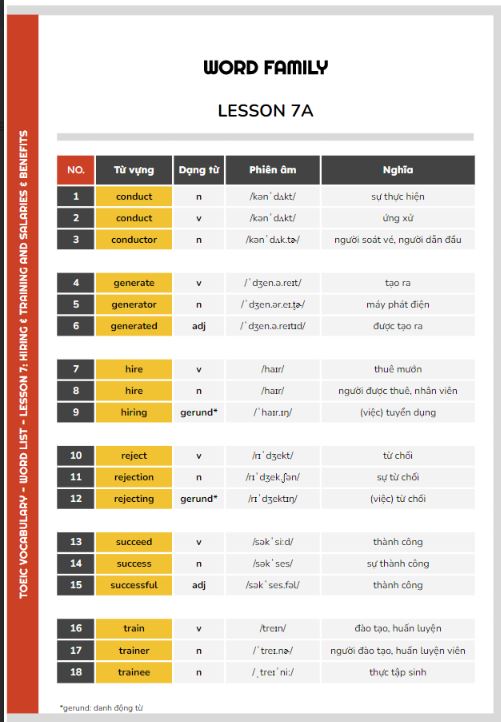 TOEIC VOCABULARY – WORD LIST – LESSON 7: HIRING & TRAINING AND SALARIES & BENEFITS
WORD FAMILY
LESSON 7A
NO. Từ vựng Dạng từ Phiên âm Nghĩa
1 conduct n /kənˈdʌkt/ sự thực hiện
2 conduct v /kənˈdʌkt/ ứng xử
3 conductor n /kənˈdʌk.tɚ/ người soát vé, người dẫn đầu
4 generate v /ˈdʒen.ə.reɪt/ tạo ra
5 generator n /ˈdʒen.ər.eɪ.t̬ɚ/ máy phát điện
6 generated adj /ˈdʒen.ə.reɪtɪd/ được tạo ra
7 hire v /haɪr/ thuê mướn
8 hire n /haɪr/ người được thuê, nhân viên
9 hiring gerund* /ˈhaɪr.ɪŋ/ (việc) tuyển dụng
10 reject v /rɪˈdʒekt/ từ chối
11 rejection n /rɪˈdʒek.ʃən/ sự từ chối
12 rejecting gerund* /rɪˈdʒektɪŋ/ (việc) từ chối
13 succeed v /səkˈsiːd/ thành công
14 success n /səkˈses/ sự thành công
15 successful adj /səkˈses.fəl/ thành công
16 train v /treɪn/ đào tạo, huấn luyện
17 trainer n /ˈtreɪ.nɚ/ người đào tạo, huấn luyện viên
18 trainee n /ˌtreɪˈniː/ thực tập sinh
*gerund: danh động từ